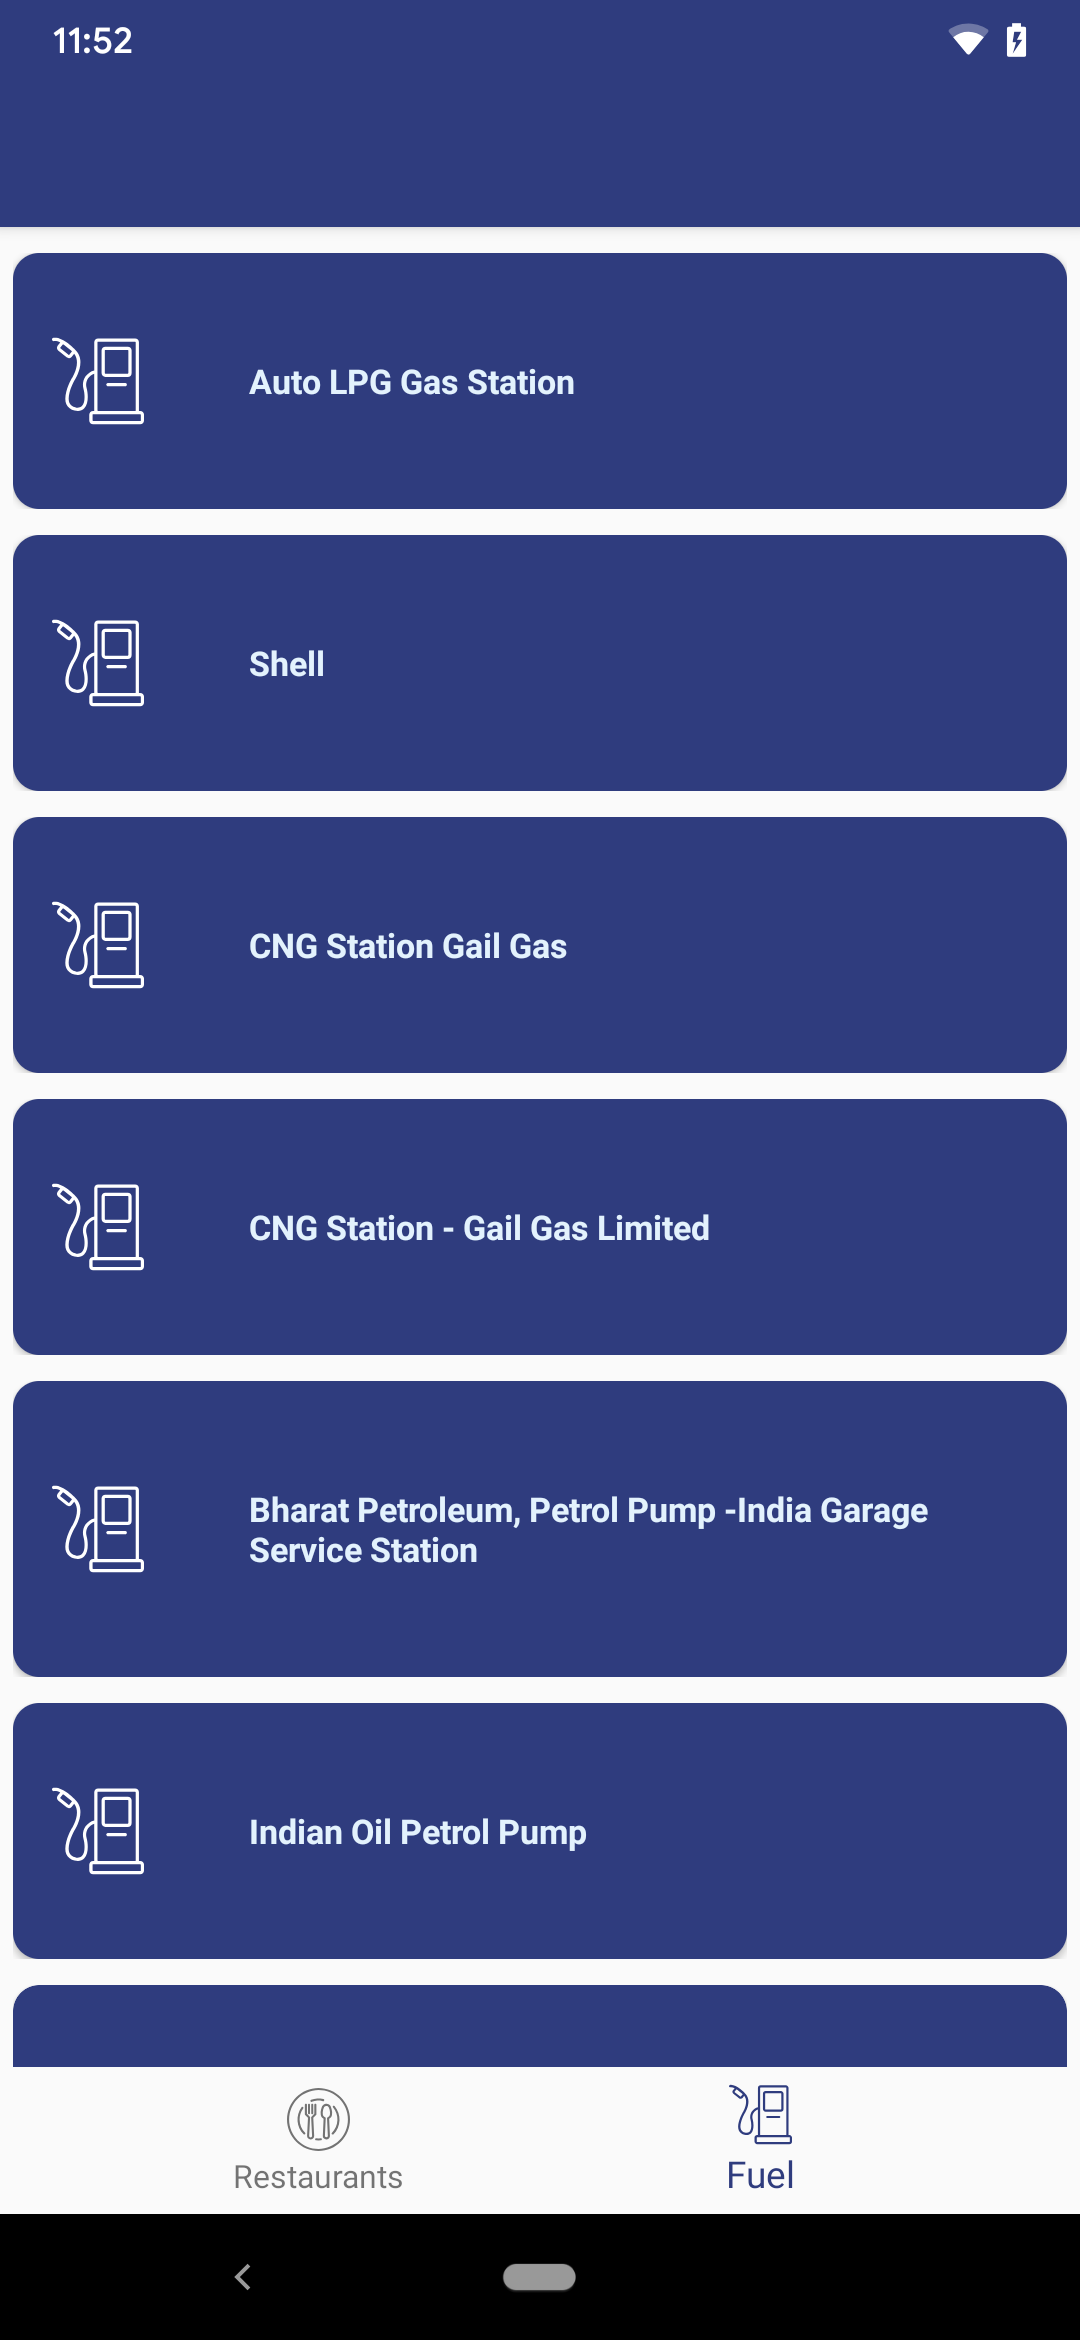 11:52
Auto LPG Gas Station
Shell
CNG Station Gail Gas
CNG Station - Gail Gas Limited
Bharat Petroleum, Petrol Pump -India Garage
Service Station
Indian Oil Petrol Pump
Restaurants
Fuel